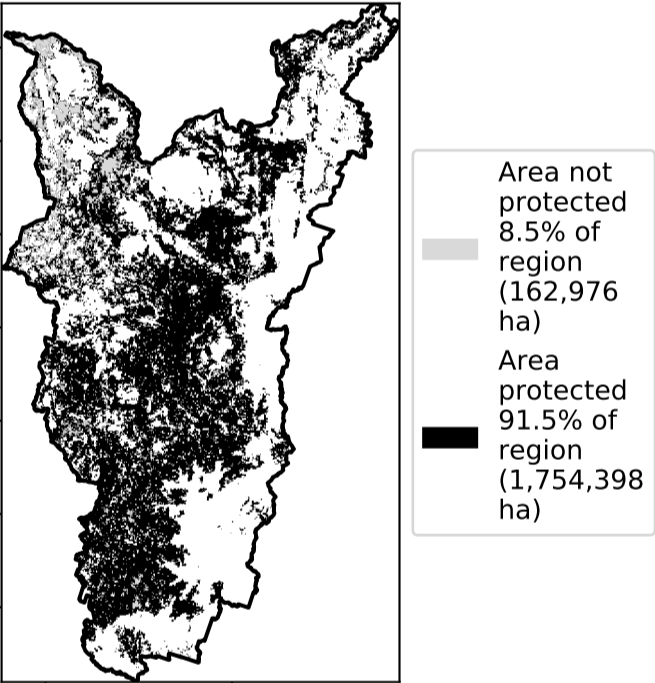 Area not
protected
8.5% of
region
(162,976
ha)
Area
protected
91.5% of
region
(1,754,398
ha)